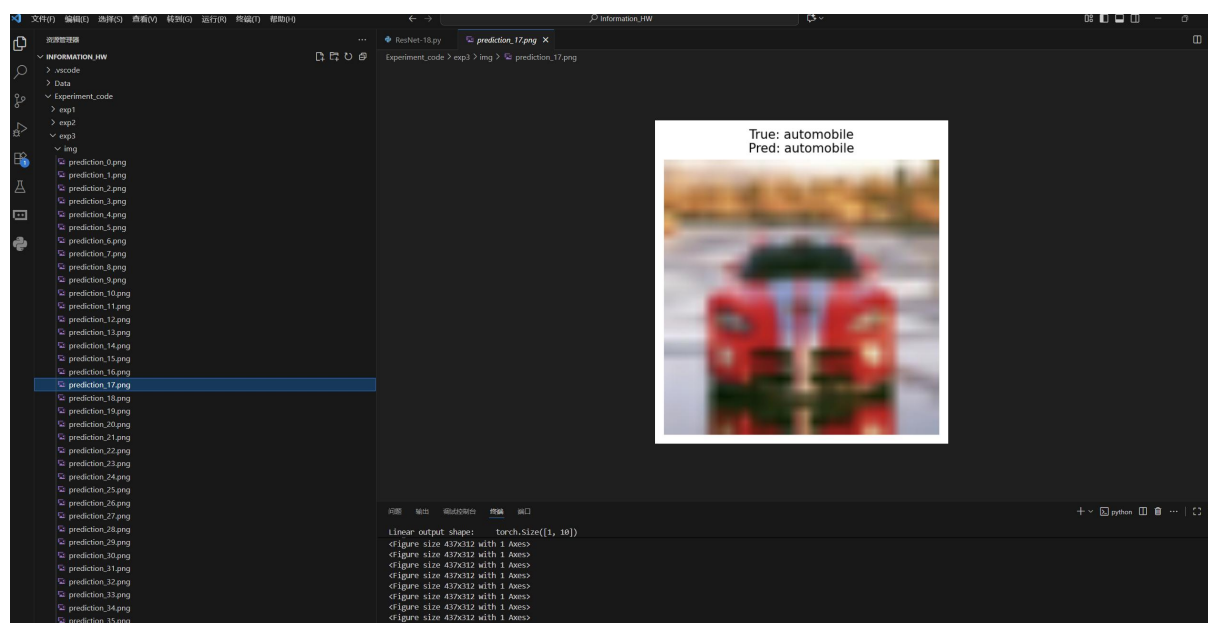 文件(F) 编辑(E) 选择(S) 查看(V) 转到(G) 运行(R) 终端(T) 帮助(H)
Information_HW
资源管理器
ResNet-18.py
prediction_17.png
INFORMATION_HW
Experiment_code > exp3 > img > prediction_17.png
.vscode
Data
Experiment_code
exp1
exp2
exp3
img
prediction_0.png
prediction_1.png
prediction_2.png
prediction_3.png
prediction_4.png
prediction_5.png
prediction_6.png
prediction_7.png
prediction_8.png
prediction_9.png
prediction_10.png
prediction_11.png
prediction_12.png
prediction_13.png
prediction_14.png
prediction_15.png
prediction_16.png
prediction_17.png
prediction_18.png
prediction_19.png
prediction_20.png
prediction_21.png
prediction_22.png
prediction_23.png
prediction_24.png
prediction_25.png
prediction_26.png
prediction_27.png
prediction_28.png
prediction_29.png
prediction_30.png
prediction_31.png
prediction_32.png
prediction_33.png
prediction_34.png
prediction_35.png
True: automobile
Pred: automobile
问题 输出 调试控制台 终端 端口
python
Linear output shape: torch.Size([1, 10])
<Figure size 437x312 with 1 Axes>
<Figure size 437x312 with 1 Axes>
<Figure size 437x312 with 1 Axes>
<Figure size 437x312 with 1 Axes>
<Figure size 437x312 with 1 Axes>
<Figure size 437x312 with 1 Axes>
<Figure size 437x312 with 1 Axes>
<Figure size 437x312 with 1 Axes>